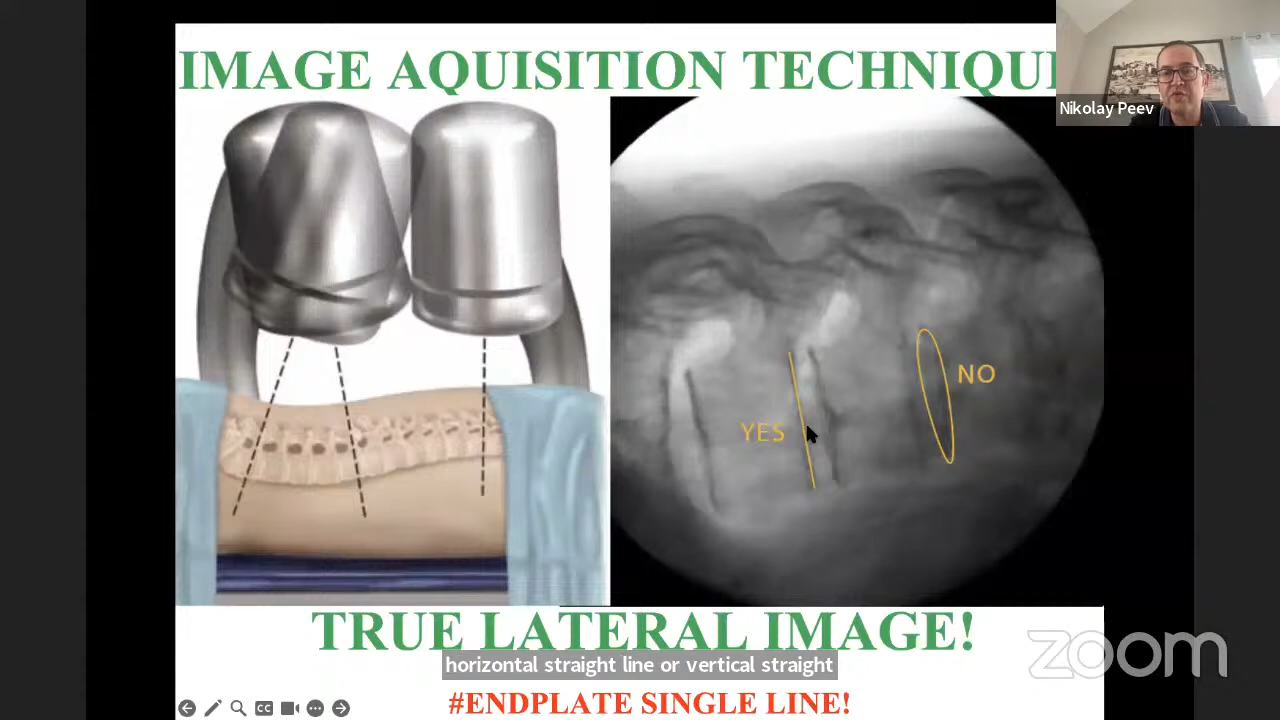 IMAGE AQUISITION TECHNIQU
Nikolay Peev
NO
YES
TRUE LATERAL IMAGE!
horizontal straight line or vertical straight
zoom
#ENDPLATE SINGLE LINE!
CC